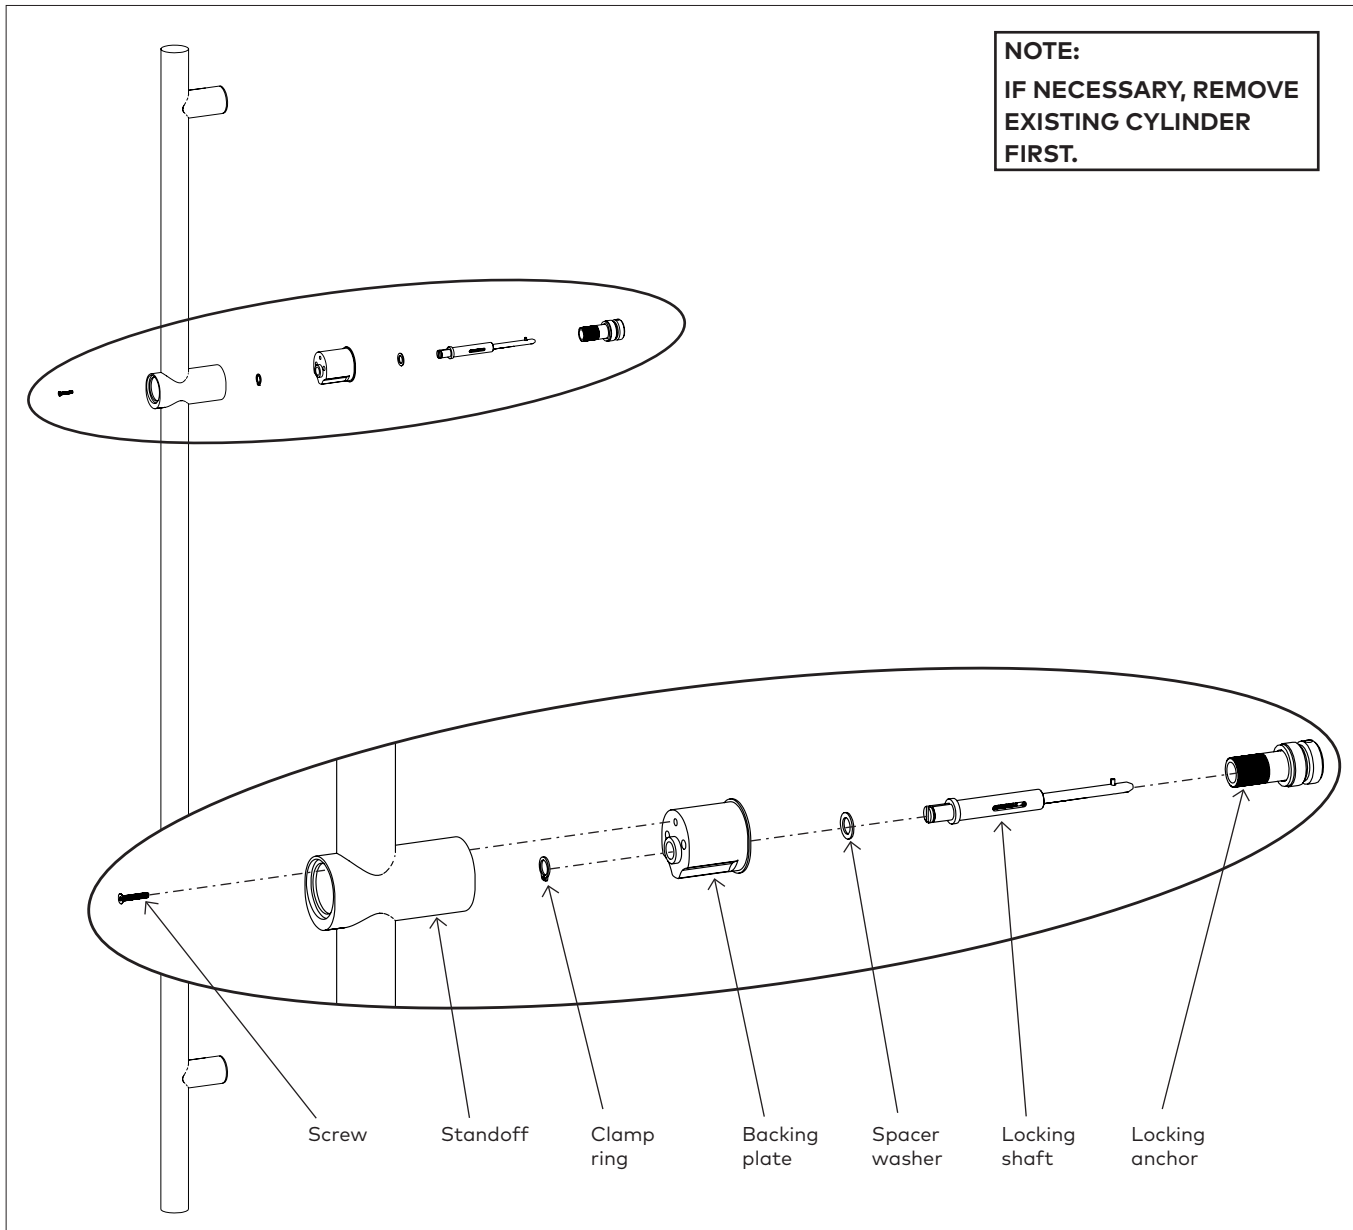 NOTE:
IF NECESSARY, REMOVE
EXISTING CYLINDER
FIRST.
Screw
Standoff
Clamp
ring
Backing
plate
Spacer
washer
Locking
shaft
Locking
anchor